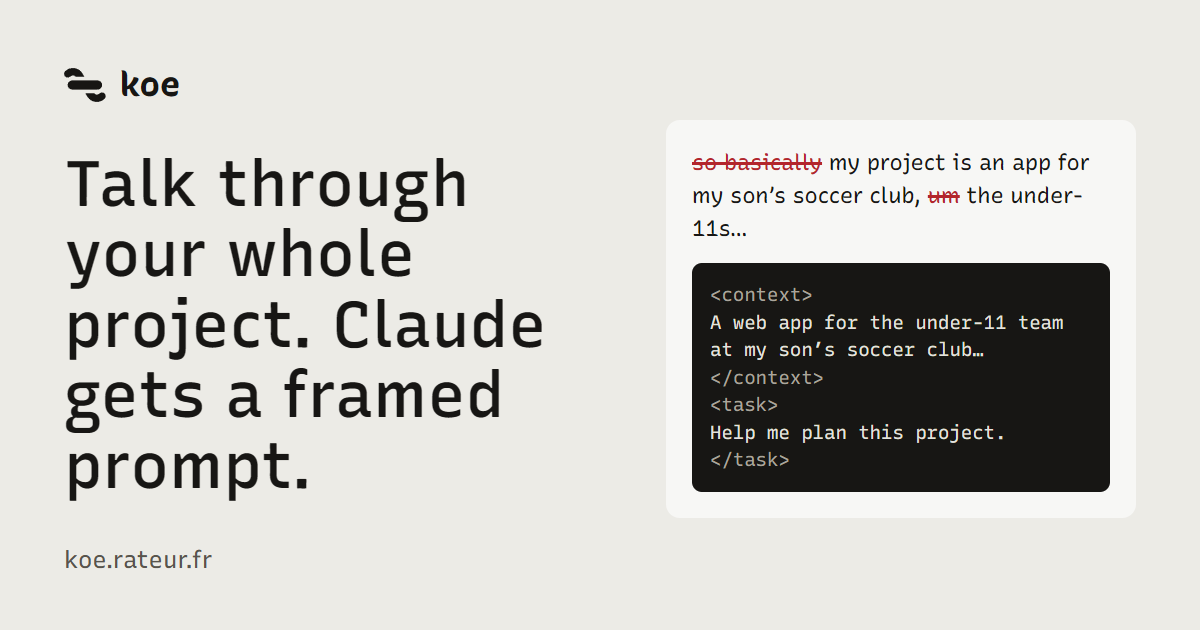 koe
Talk through
your whole
project. Claude
gets a framed
prompt.
koe.rateur.fr
so basically my project is an app for
my son’s soccer club, um the under-
11s…
<context>
A web app for the under-11 team
at my son’s soccer club…
</context>
<task>
Help me plan this project.
</task>